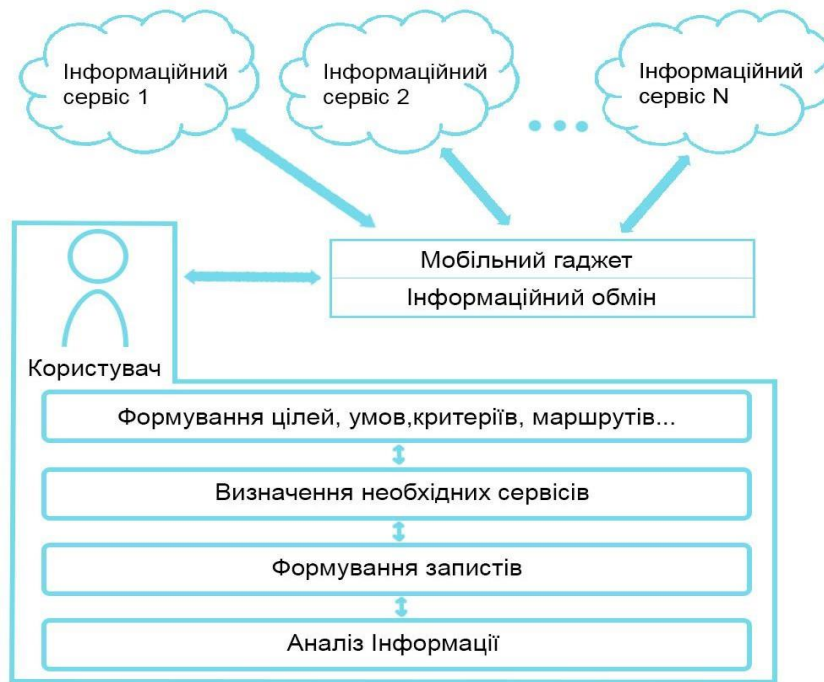 Інформаційний
сервіс 1
Інформаційний
сервіс 2
Інформаційний
сервіс N
Мобільний гаджет
Інформаційний обмін
Користувач
Формування цілей, умов,критеріїв, маршрутів...
Визначення необхідних сервісів
Формування запистів
Аналіз Інформації